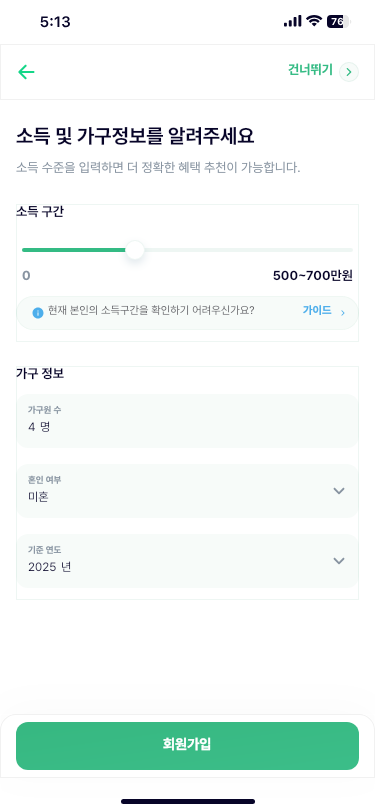 5:13
76
건너뛰기
소득 및 가구정보를 알려주세요
소득 수준을 입력하면 더 정확한 혜택 추천이 가능합니다.
소득 구간
0 500~700만원
현재 본인의 소득구간을 확인하기 어려우신가요? 가이드
가구 정보
가구원 수
4 명
혼인 여부
미혼
기준 연도
2025 년
회원가입